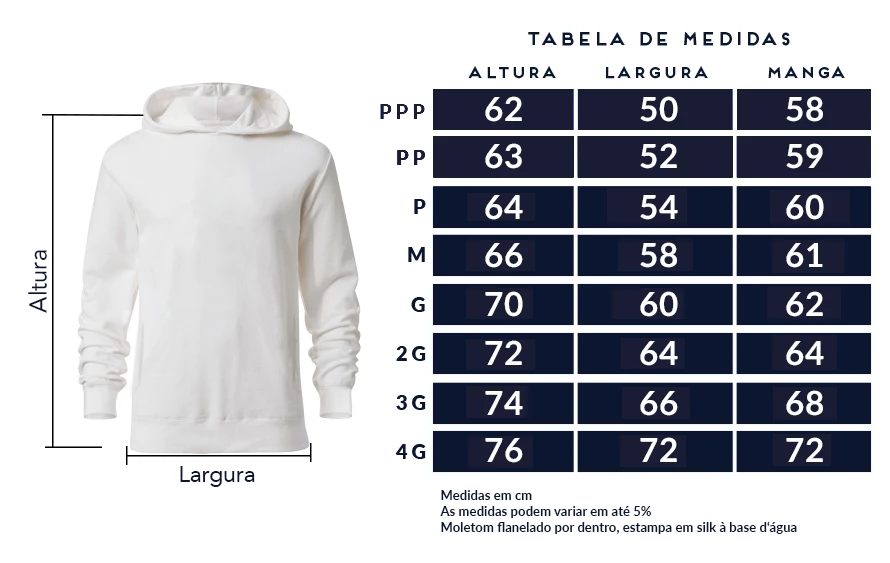 TABELA DE MEDIDAS
ALTURA LARGURA MANGA
PPP 62 50 58
PP 63 52 59
P 64 54 60
M 66 58 61
G 70 60 62
2G 72 64 64
3G 74 66 68
4G 76 72 72
Altura
Largura
Medidas em cm
As medidas podem variar em até 5%
Moletom flanelado por dentro, estampa em silk à base d'água